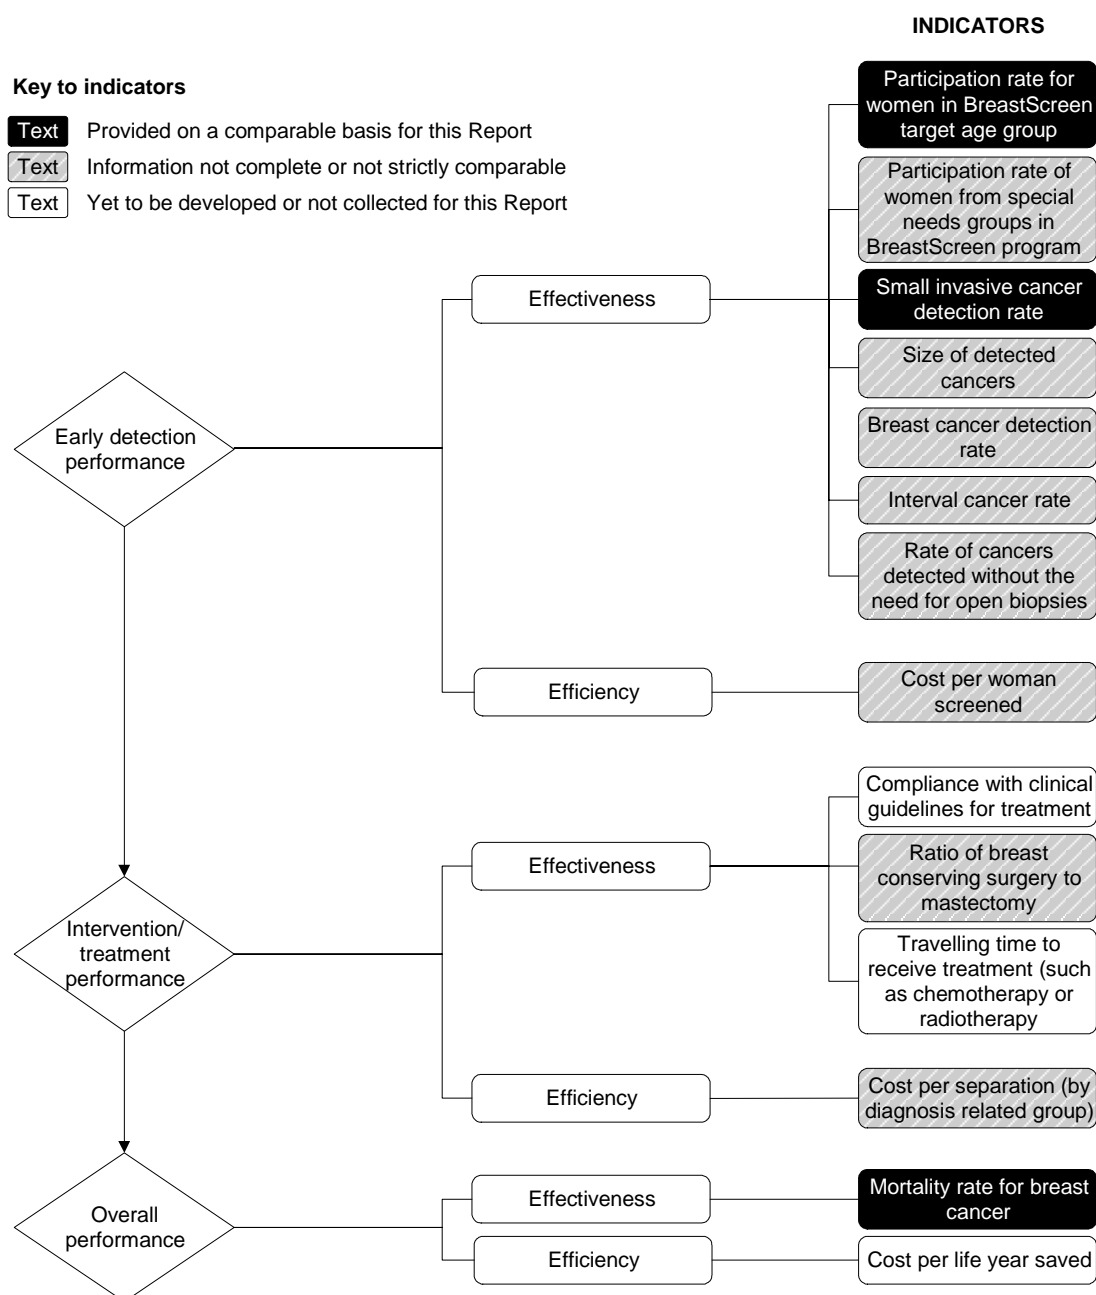 INDICATORS
Key to indicators
Text Provided on a comparable basis for this Report
Text Information not complete or not strictly comparable
Text Yet to be developed or not collected for this Report
Participation rate for
women in BreastScreen
target age group
Participation rate of
women from special
needs groups in
BreastScreen program
Effectiveness
Small invasive cancer
detection rate
Size of detected
cancers
Early detection
performance
Breast cancer detection
rate
Interval cancer rate
Rate of cancers
detected without the
need for open biopsies
Efficiency
Cost per woman
screened
Compliance with clinical
guidelines for treatment
Effectiveness
Ratio of breast
conserving surgery to
mastectomy
Intervention/
treatment
performance
Travelling time to
receive treatment (such
as chemotherapy or
radiotherapy
Efficiency
Cost per separation (by
diagnosis related group)
Overall
performance
Effectiveness
Mortality rate for breast
cancer
Efficiency
Cost per life year saved